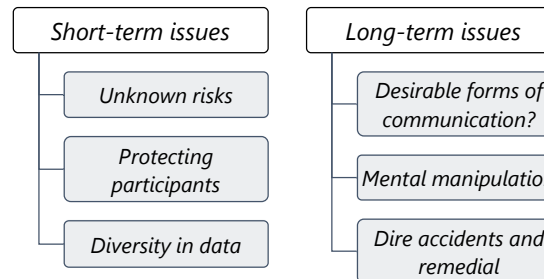 Short-term issues
Unknown risks
Protecting
participants
Diversity in data
Long-term issues
Desirable forms of
communication?
Mental manipulatio
Dire accidents and
remedial